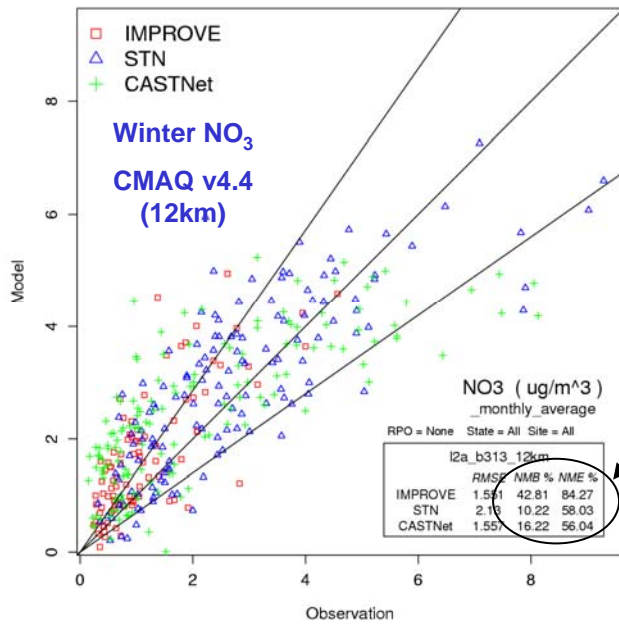 IMPROVE
STN
CASTNet
Winter NO3
CMAQ v4.4
(12km)
8
6
4
2
0
Model
NO3 ( ug/m^3 )
_monthly_average
RPO = None State = All Site = All
l2a_b313_12km
RMSE NMB % NME %
IMPROVE 1.551 42.81 84.27
STN 2.13 10.22 58.03
CASTNet 1.557 16.22 56.04
0 2 4 6 8
Observation